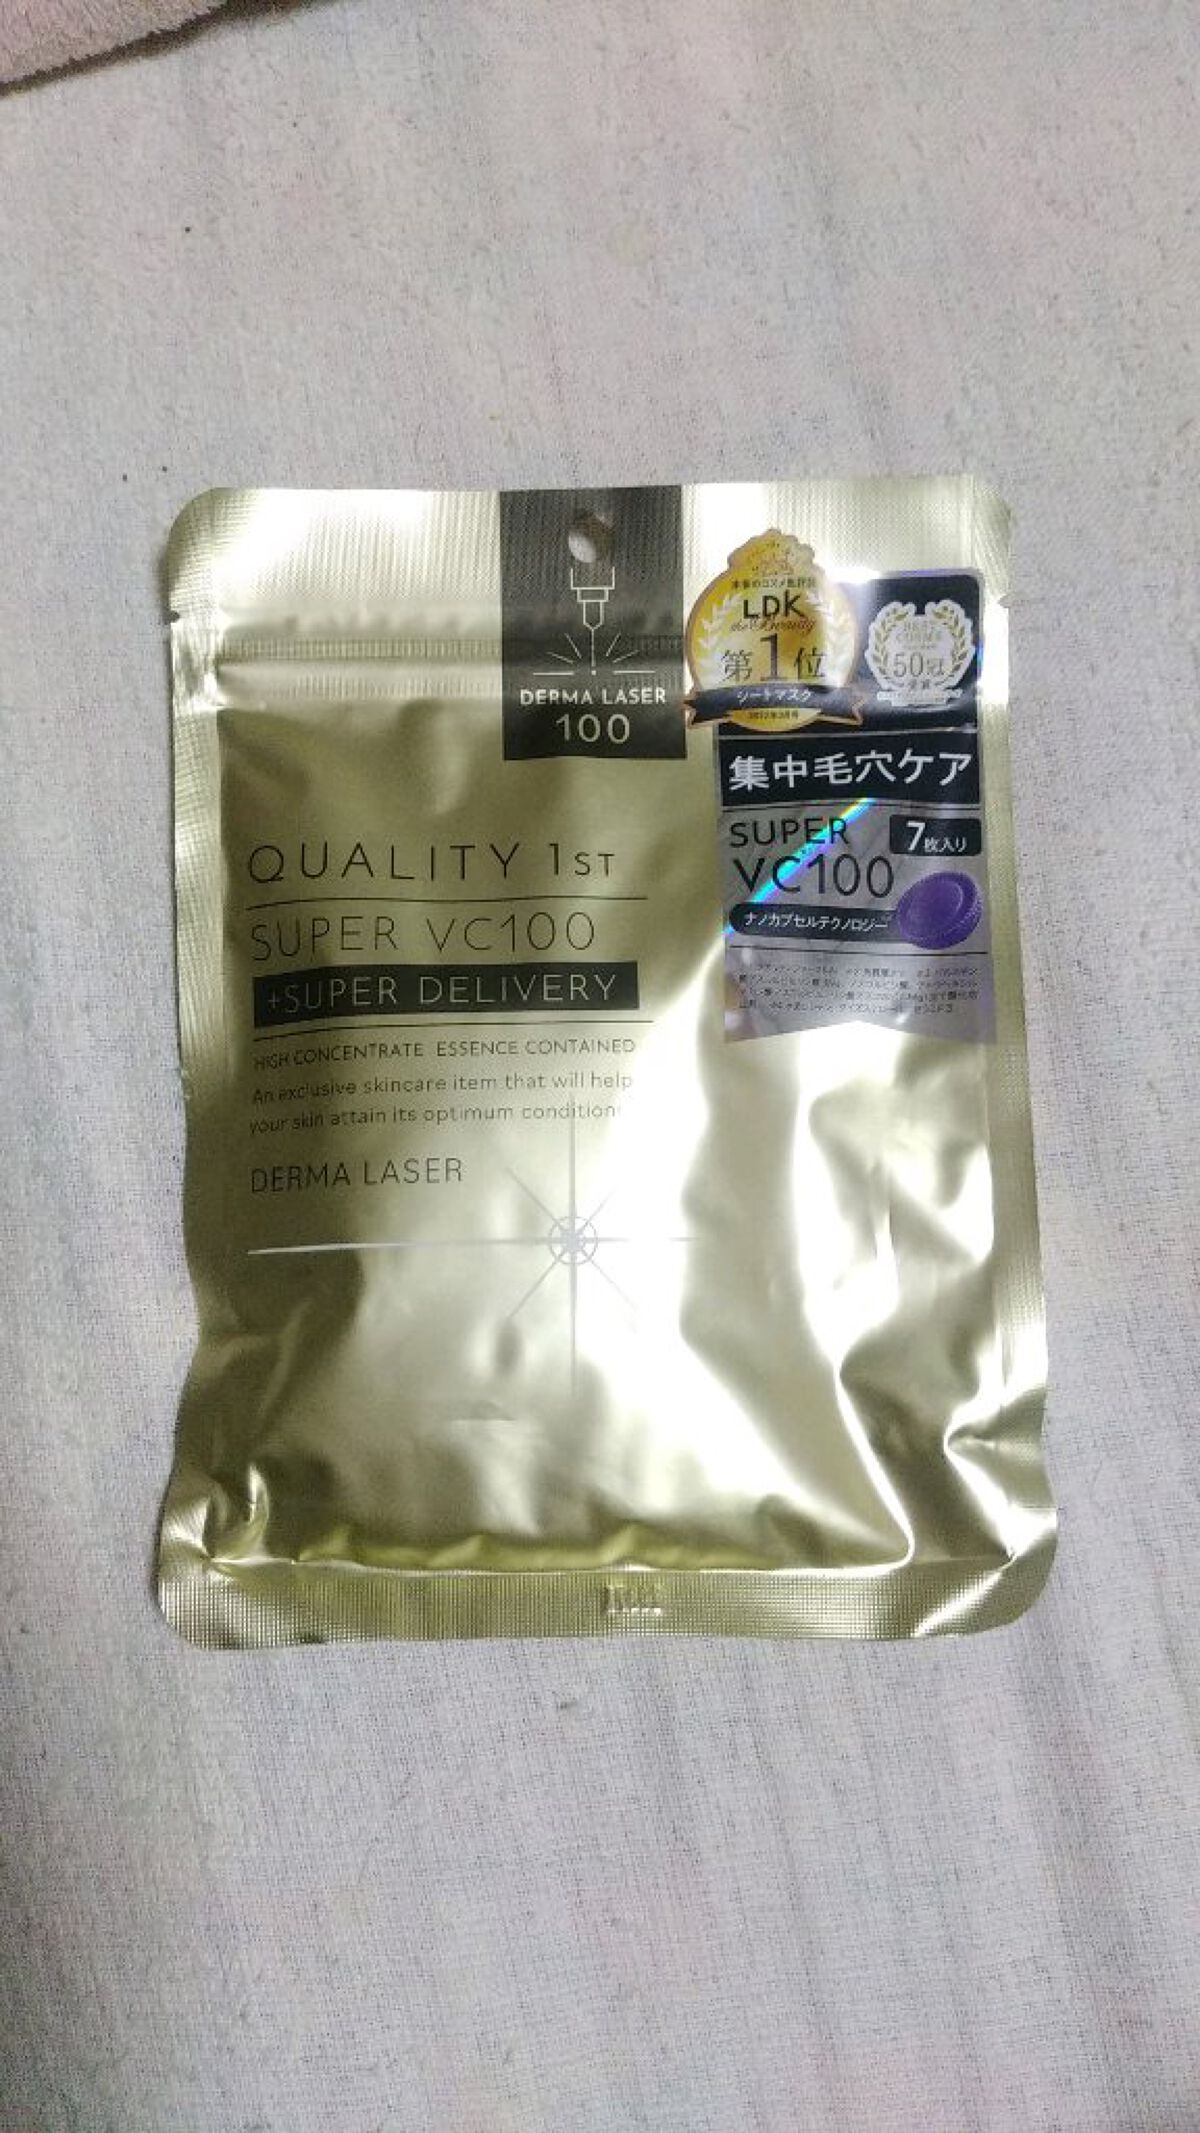 DERMA LASER
100
LDK
the Beauty
第1位
シートマスク
50冠
集中毛穴ケア
SUPER
VC100
7枚入り
ナノカプセルテクノロジー
QUALITY 1ST
SUPER VC100
+SUPER DELIVERY
HIGH CONCENTRATE ESSENCE CONTAINED
An exclusive skincare item that will help
your skin attain its optimum condition
DERMA LASER